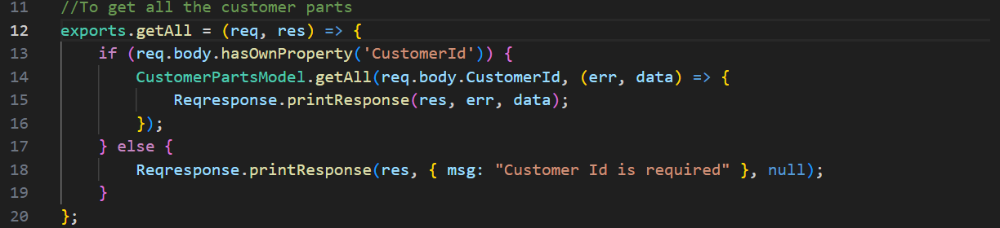 11 //To get all the customer parts
12 exports.getAll = (req, res) => {
13     if (req.body.hasOwnProperty('CustomerId')) {
14         CustomerPartsModel.getAll(req.body.CustomerId, (err, data) => {
15             Reqresponse.printResponse(res, err, data);
16         });
17     } else {
18         Reqresponse.printResponse(res, { msg: "Customer Id is required" }, null);
19     }
20 };